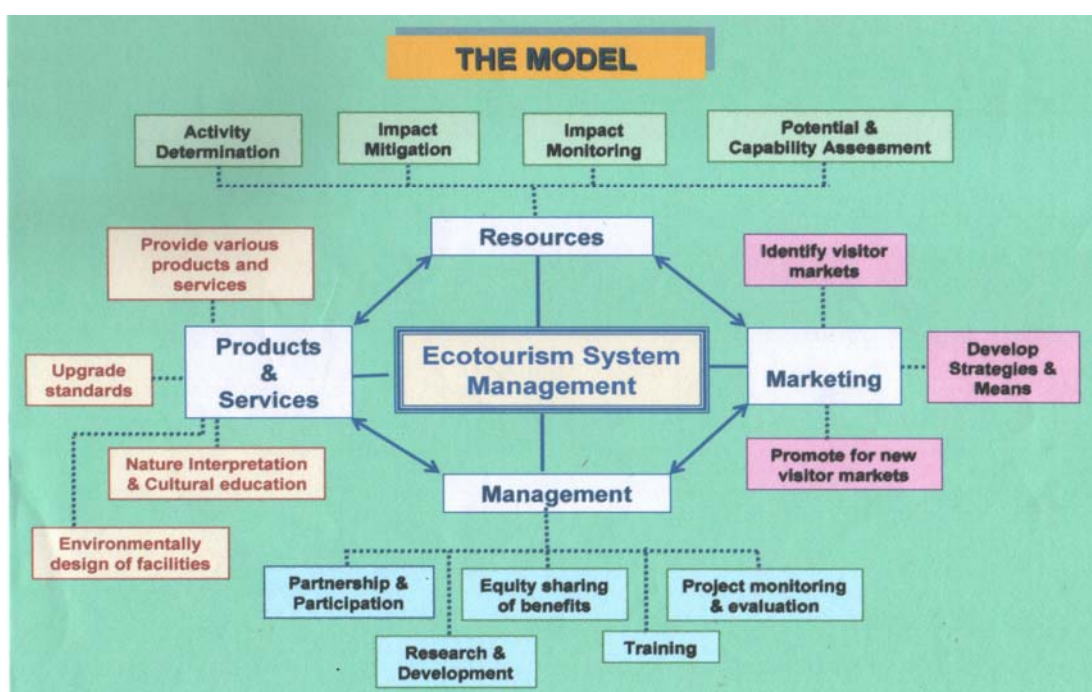 THE MODEL
Activity
Determination
Impact
Mitigation
Impact
Monitoring
Potential &
Capability Assessment
Resources
Provide various
products and
services
Identify visitor
markets
Products
&
Services
Ecotourism System
Management
Marketing
Upgrade
standards
Develop
Strategies &
Means
Nature Interpretation
& Cultural education
Promote for new
visitor markets
Management
Environmentally
design of facilities
Partnership &
Participation
Equity sharing
of benefits
Project monitoring
& evaluation
Research &
Development
Training